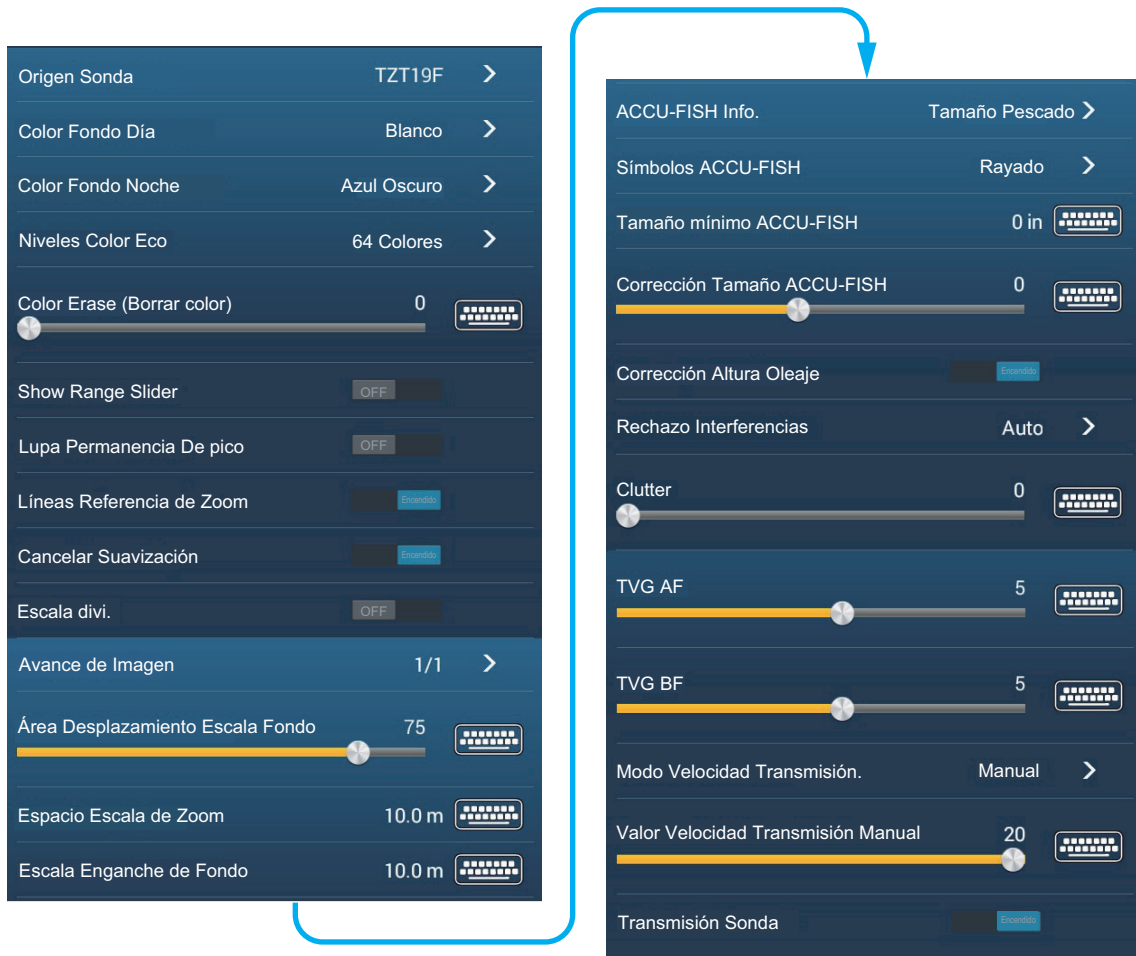 Origen Sonda TZT19F
Color Fondo Día Blanco
Color Fondo Noche Azul Oscuro
Niveles Color Eco 64 Colores
Color Erase (Borrar color) 0
Show Range Slider OFF
Lupa Permanencia De pico OFF
Líneas Referencia de Zoom Encendido
Cancelar Suavización Encendido
Escala divi. OFF
Avance de Imagen 1/1
Área Desplazamiento Escala Fondo 75
Espacio Escala de Zoom 10.0 m
Escala Enganche de Fondo 10.0 m
ACCU-FISH Info. Tamaño Pescado
Símbolos ACCU-FISH Rayado
Tamaño mínimo ACCU-FISH 0 in
Corrección Tamaño ACCU-FISH 0
Corrección Altura Oleaje Encendido
Rechazo Interferencias Auto
Clutter 0
TVG AF 5
TVG BF 5
Modo Velocidad Transmisión. Manual
Valor Velocidad Transmisión Manual 20
Transmisión Sonda Encendido